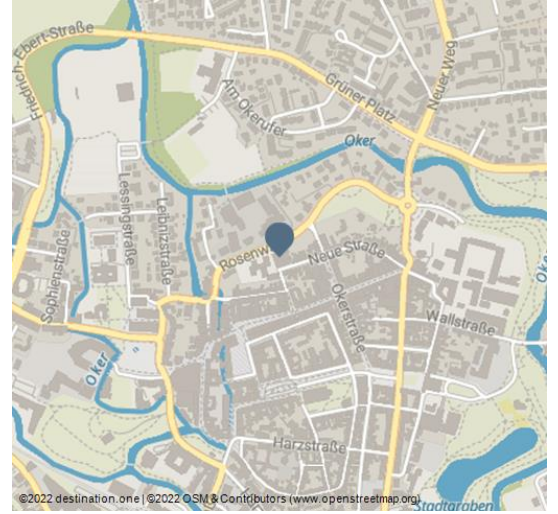 Friedrich-Ebert-Straße
Neuer Weg
Grüner Platz
Am Okerufer
Oker
Lessingstraße
Leibnizstraße
Sophienstraße
Rosenw
Neue Straße
Oker
Okerstraße
Wallstraße
Oker
Harzstraße
Stadtgraben
©2022 destination.one | ©2022 OSM & Contributors (www.openstreetmap.org)